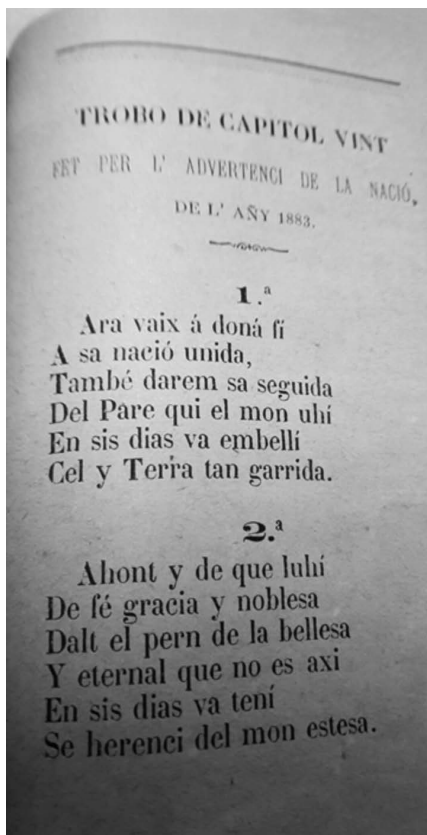 TROBO DE CAPITOL VINT
FET PER L' ADVERTENCI DE LA NACIÓ,
DE L' AÑY 1883.
1.ª
Ara vaix á doná fí
A sa nació unida,
També darem sa seguida
Del Pare qui el mon uhí
En sis dias va embellí
Cel y Terra tan garrida.
2.ª
Ahont y de que luhí
De fé gracia y noblesa
Dalt el pern de la bellesa
Y eternal que no es axi
En sis dias va tení
Se herenci del mon estesa.